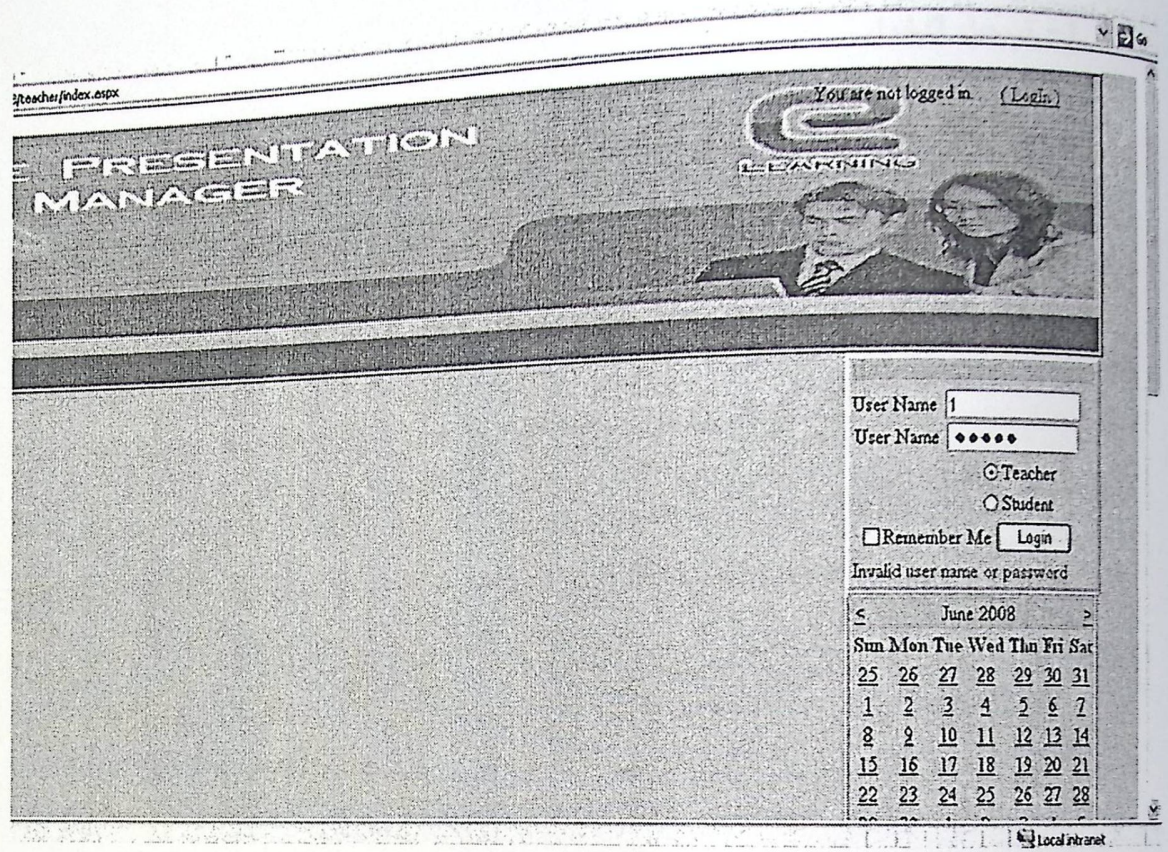 Go
/teacher/index.aspx
You are not logged in. (LogIn)
E PRESENTATION
MANAGER
LEARNING
User Name 1
User Name •••••
Teacher
Student
Remember Me Login
Invalid user name or password
< June 2008 >
Sun Mon Tue Wed Thu Fri Sat
25 26 27 28 29 30 31
1 2 3 4 5 6 7
8 9 10 11 12 13 14
15 16 17 18 19 20 21
22 23 24 25 26 27 28
Local intranet